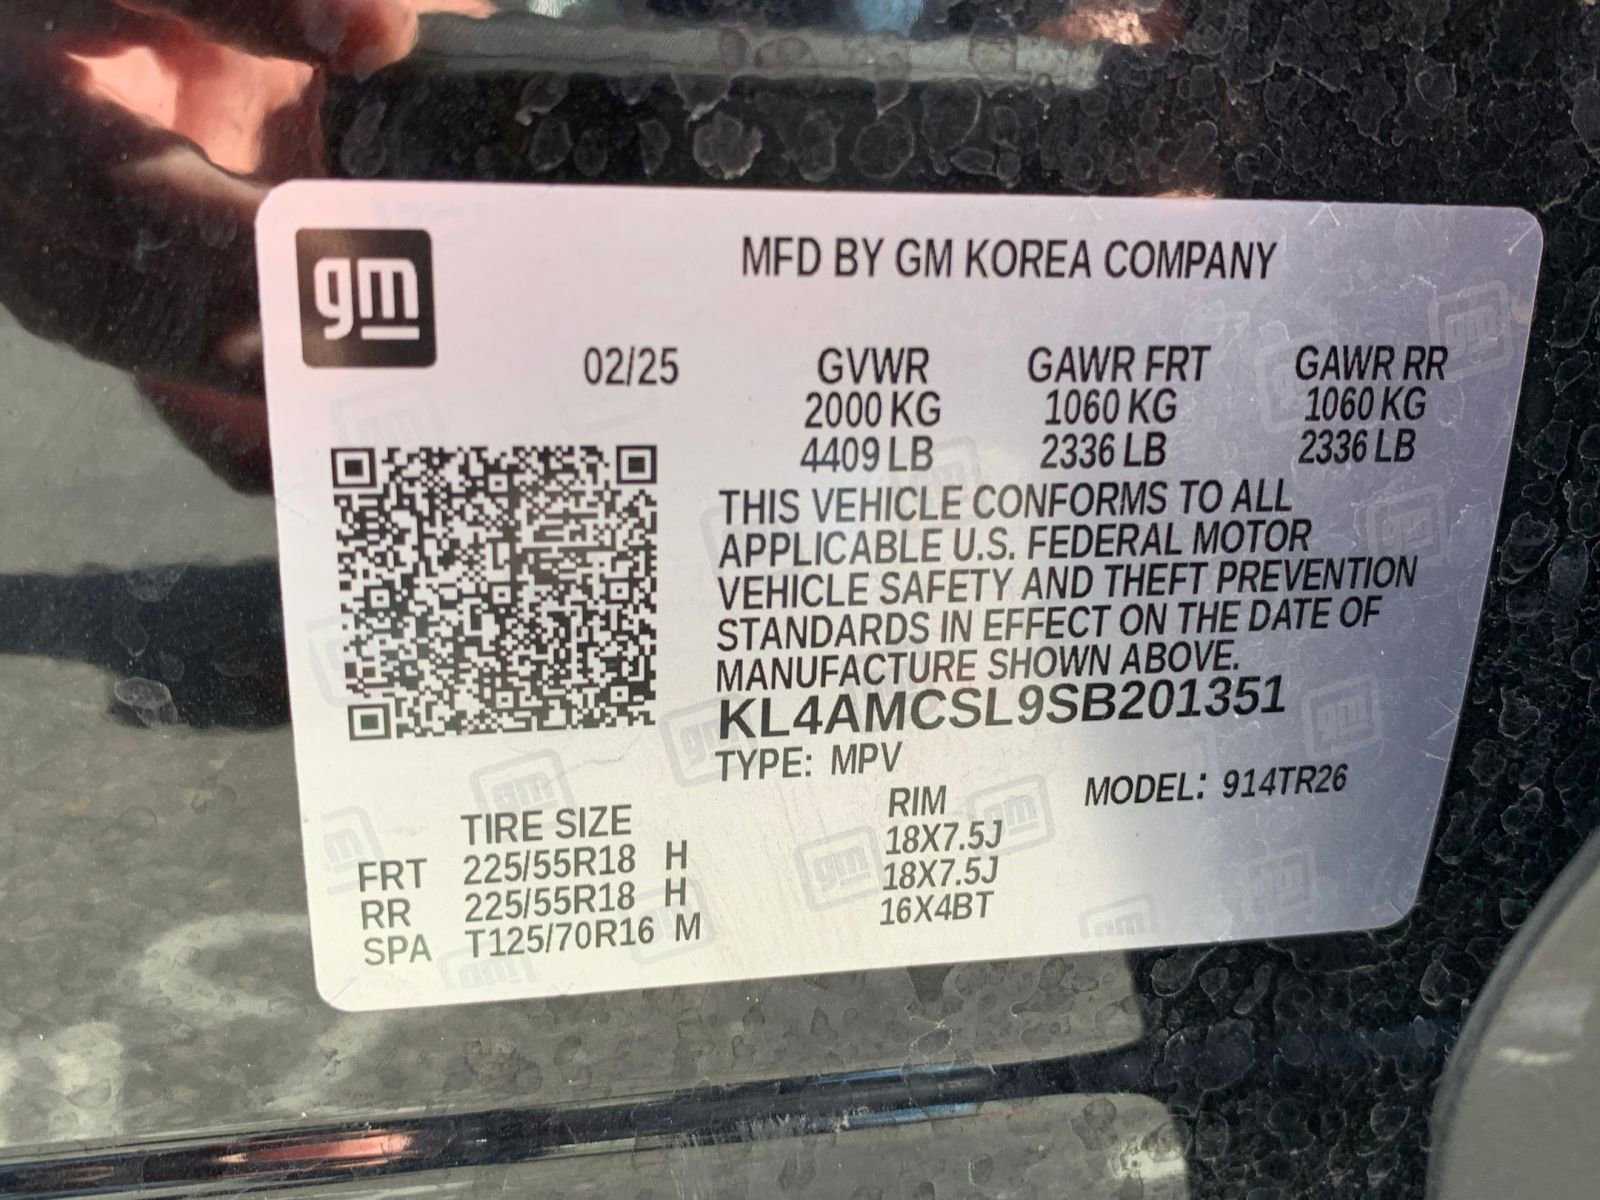 gm
MFD BY GM KOREA COMPANY
02/25 GVWR GAWR FRT GAWR RR
2000 KG 1060 KG 1060 KG
4409 LB 2336 LB 2336 LB
THIS VEHICLE CONFORMS TO ALL
APPLICABLE U.S. FEDERAL MOTOR
VEHICLE SAFETY AND THEFT PREVENTION
STANDARDS IN EFFECT ON THE DATE OF
MANUFACTURE SHOWN ABOVE.
KL4AMCSL9SB201351
TYPE: MPV
MODEL: 914TR26
TIRE SIZE RIM
FRT 225/55R18 H 18X7.5J
RR 225/55R18 H 18X7.5J
SPA T125/70R16 M 16X4BT